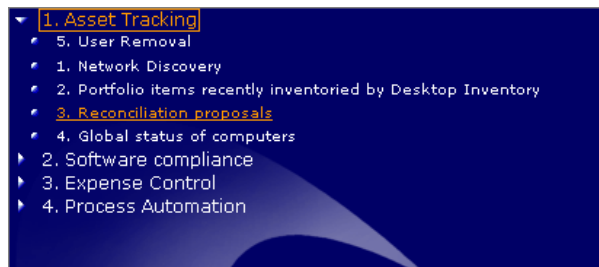 1. Asset Tracking
5. User Removal
1. Network Discovery
2. Portfolio items recently inventoried by Desktop Inventory
3. Reconciliation proposals
4. Global status of computers
2. Software compliance
3. Expense Control
4. Process Automation